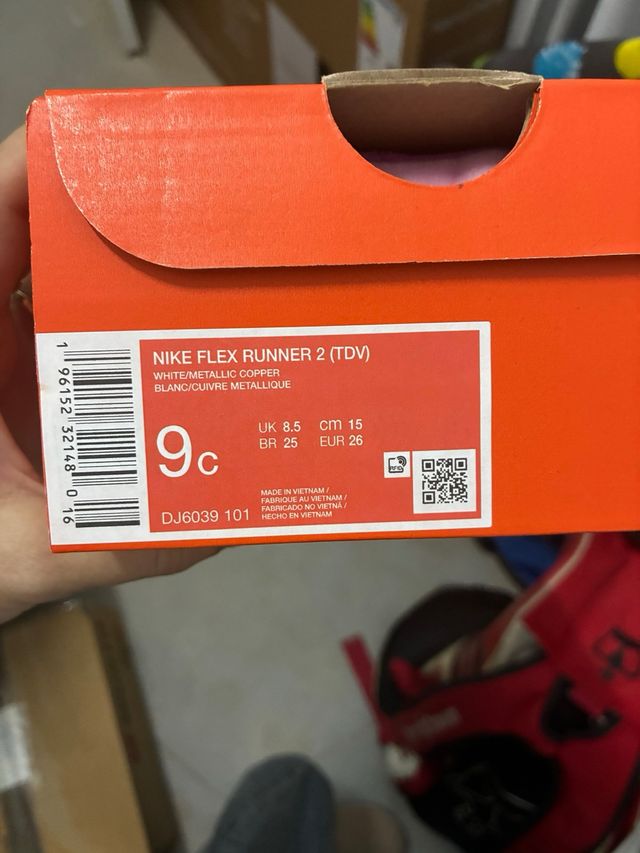 NIKE FLEX RUNNER 2 (TDV)
WHITE/METALLIC COPPER
BLANC/CUIVRE METALLIQUE
9C
UK 8.5 cm 15
BR 25 EUR 26
RFID
MADE IN VIETNAM /
FABRIQUE AU VIETNAM /
FABRICADO NO VIETNÃ /
HECHO EN VIETNAM
DJ6039 101
1 96152 32148 0 16